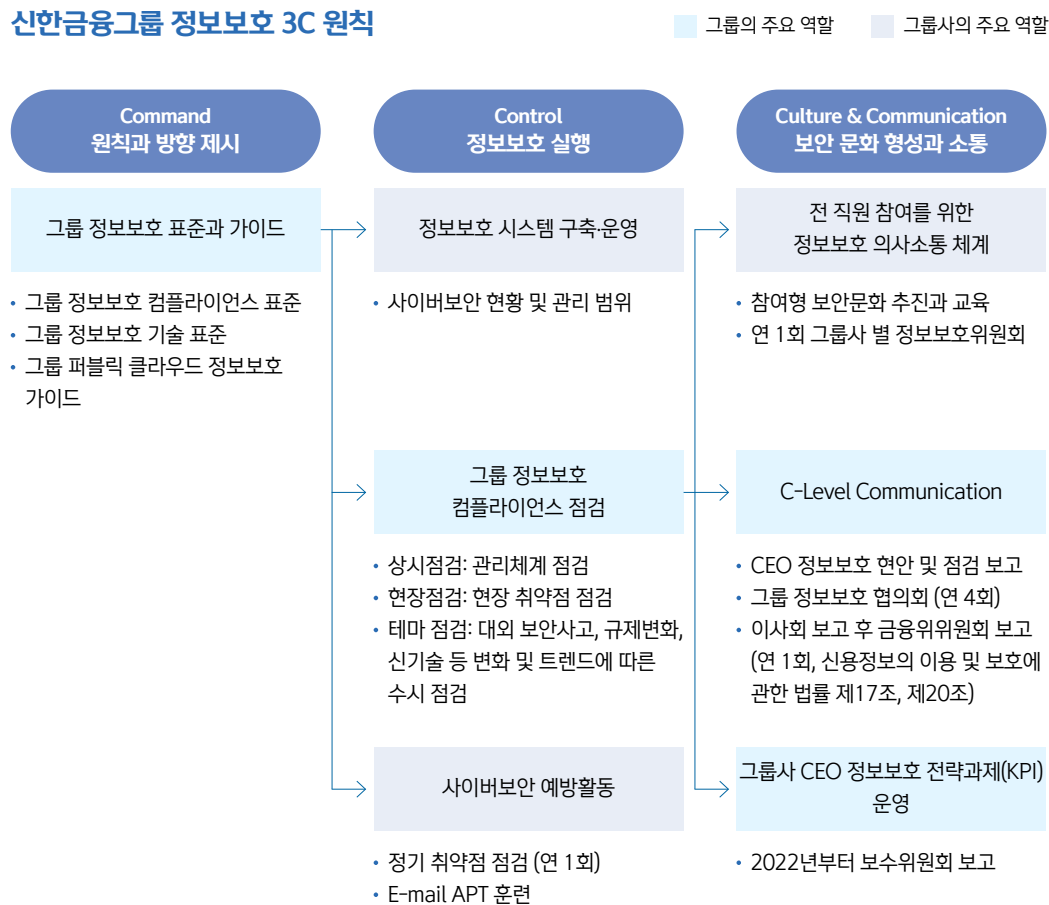 신한금융그룹 정보보호 3C 원칙
그룹의 주요 역할
그룹사의 주요 역할
Command
원칙과 방향 제시
그룹 정보보호 표준과 가이드
• 그룹 정보보호 컴플라이언스 표준
• 그룹 정보보호 기술 표준
• 그룹 퍼블릭 클라우드 정보보호
가이드
Control
정보보호 실행
정보보호 시스템 구축·운영
• 사이버보안 현황 및 관리 범위
그룹 정보보호
컴플라이언스 점검
• 상시점검: 관리체계 점검
• 현장점검: 현장 취약점 점검
• 테마 점검: 대외 보안사고, 규제변화,
신기술 등 변화 및 트렌드에 따른
수시 점검
사이버보안 예방활동
• 정기 취약점 점검 (연 1회)
• E-mail APT 훈련
Culture & Communication
보안 문화 형성과 소통
전 직원 참여를 위한
정보보호 의사소통 체계
• 참여형 보안문화 추진과 교육
• 연 1회 그룹사 별 정보보호위원회
C-Level Communication
• CEO 정보보호 현안 및 점검 보고
• 그룹 정보보호 협의회 (연 4회)
• 이사회 보고 후 금융위위원회 보고
(연 1회, 신용정보의 이용 및 보호에
관한 법률 제17조, 제20조)
그룹사 CEO 정보보호 전략과제(KPI)
운영
• 2022년부터 보수위원회 보고